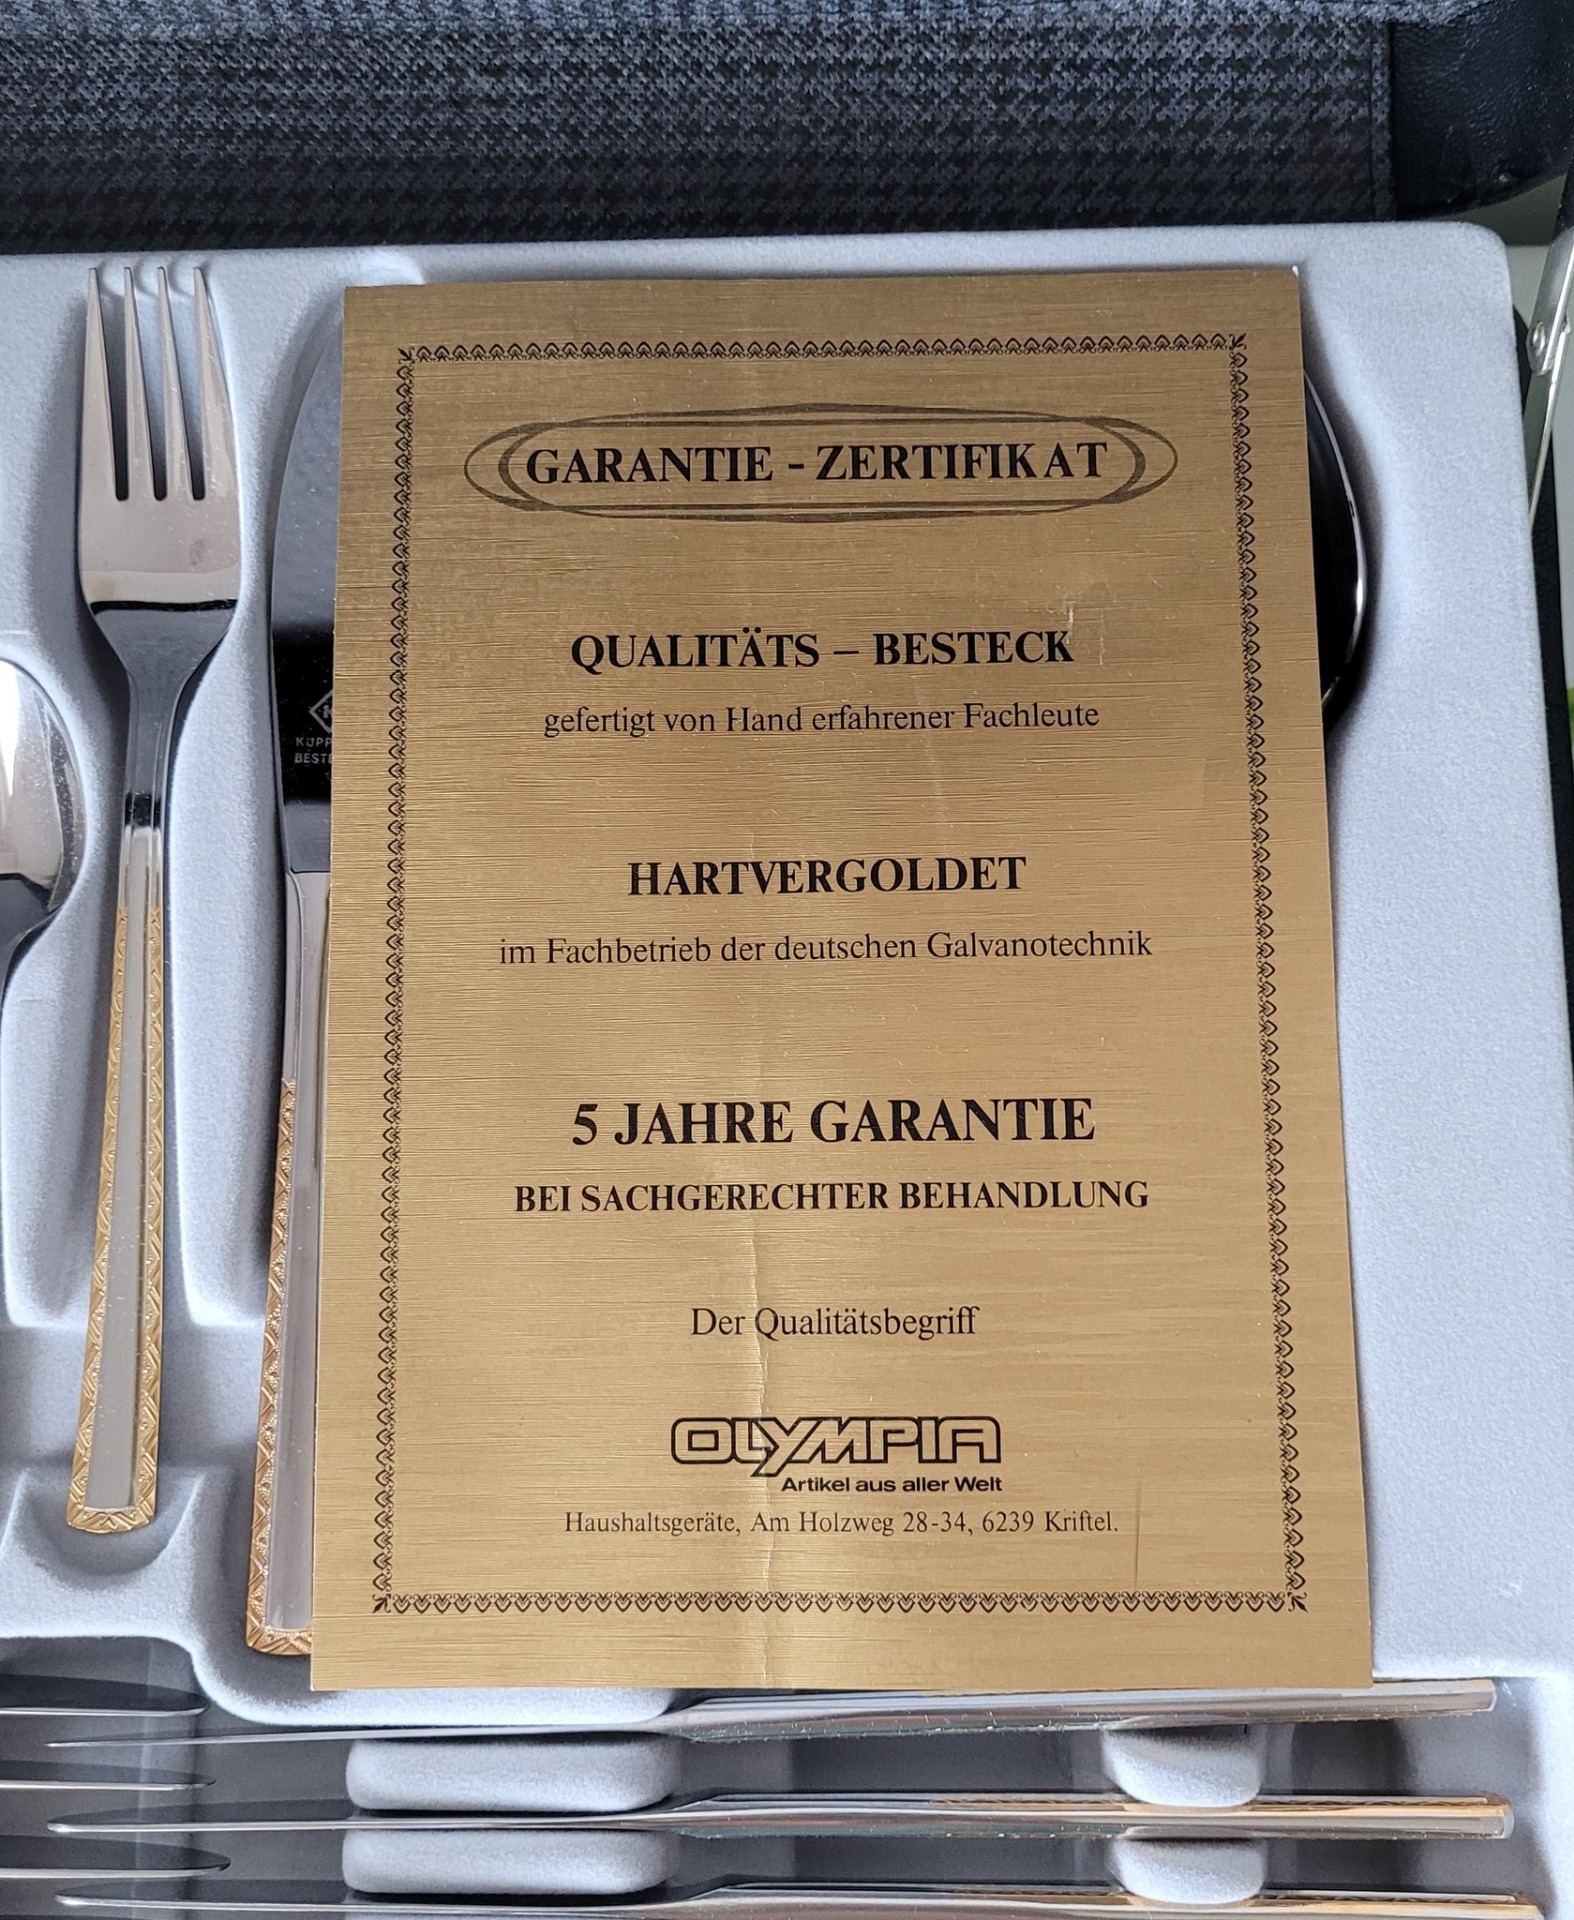 GARANTIE - ZERTIFIKAT
QUALITÄTS – BESTECK
gefertigt von Hand erfahrener Fachleute
HARTVERGOLDET
im Fachbetrieb der deutschen Galvanotechnik
5 JAHRE GARANTIE
BEI SACHGERECHTER BEHANDLUNG
Der Qualitätsbegriff
OLYMPIA
Artikel aus aller Welt
Haushaltsgeräte, Am Holzweg 28-34, 6239 Kriftel.